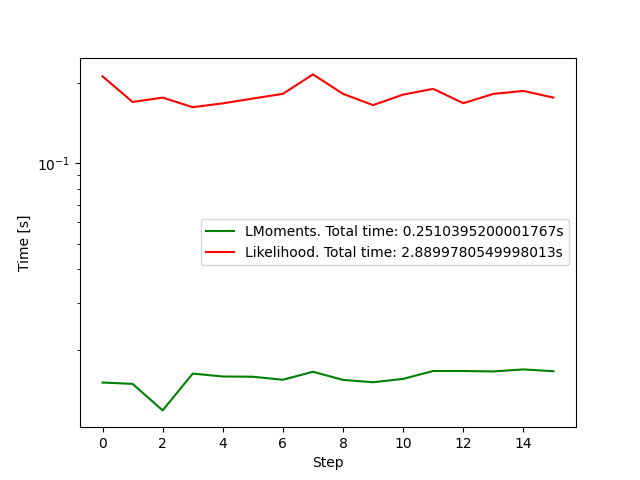 10⁻¹
Time [s]
LMoments. Total time: 0.2510395200001767s
Likelihood. Total time: 2.8899780549998013s
0 2 4 6 8 10 12 14
Step